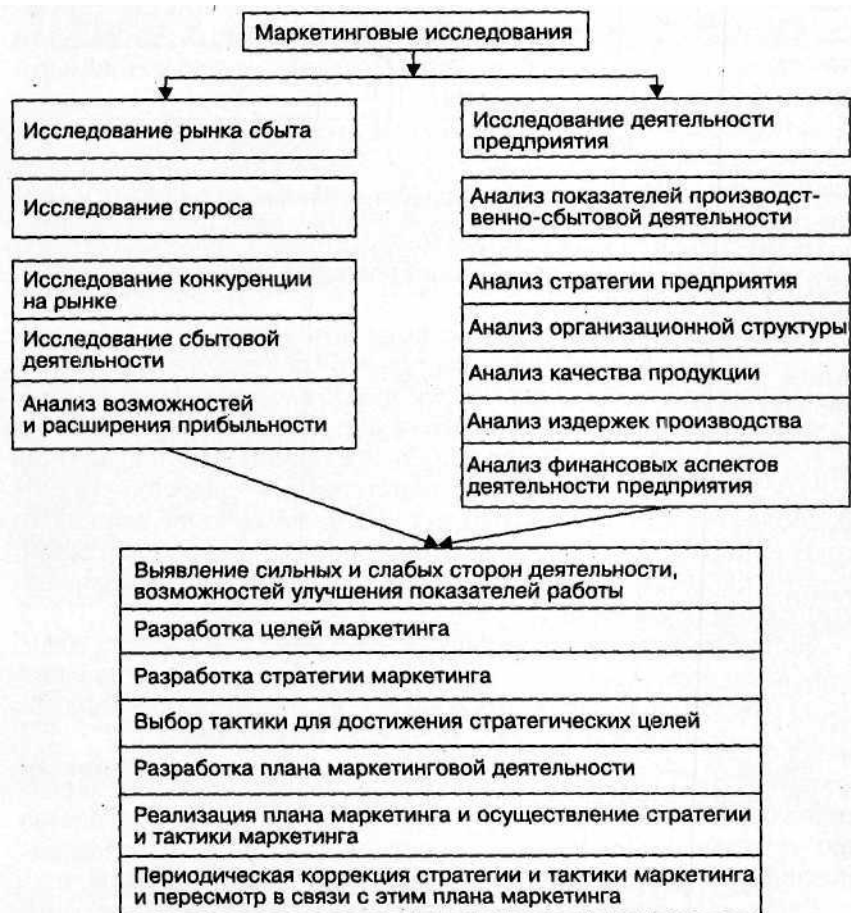 Маркетинговые исследования
Исследование рынка сбыта
Исследование спроса
Исследование конкуренции
на рынке
Исследование сбытовой
деятельности
Анализ возможностей
и расширения прибыльности
Исследование деятельности
предприятия
Анализ показателей производст-
венно-сбытовой деятельности
Анализ стратегии предприятия
Анализ организационной структуры
Анализ качества продукции
Анализ издержек производства
Анализ финансовых аспектов
деятельности предприятия
Выявление сильных и слабых сторон деятельности,
возможностей улучшения показателей работы
Разработка целей маркетинга
Разработка стратегии маркетинга
Выбор тактики для достижения стратегических целей
Разработка плана маркетинговой деятельности
Реализация плана маркетинга и осуществление стратегии
и тактики маркетинга
Периодическая коррекция стратегии и тактики маркетинга
и пересмотр в связи с этим плана маркетинга